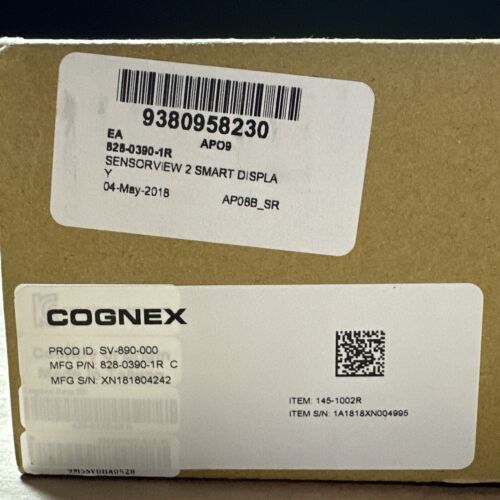 9380958230
EA
APO9
828-0390-1R
SENSORVIEW 2 SMART DISPLA
Y
04-May-2018
AP08B_SR
COGNEX
PROD ID: SV-890-000
MFG P/N: 828-0390-1R C
MFG S/N: XN181804242
ITEM: 145-1002R
ITEM S/N: 1A1818XN004995